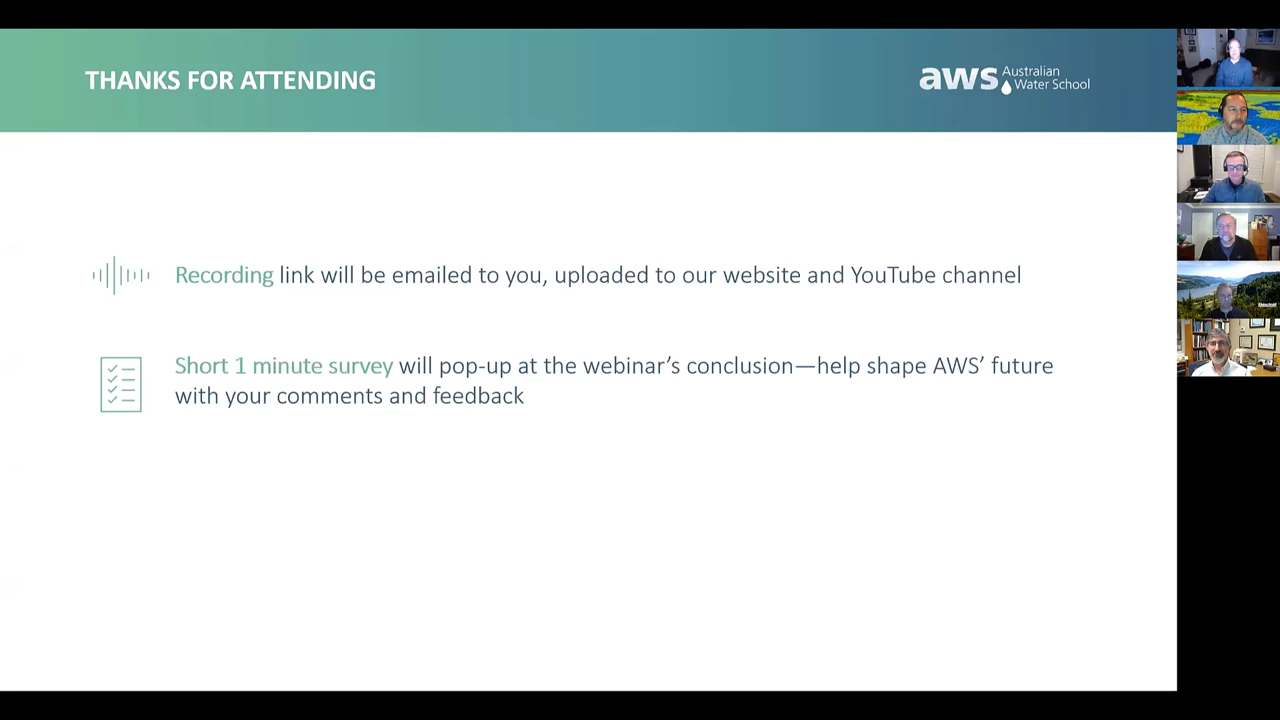 THANKS FOR ATTENDING
aws Australian
Water School
Recording link will be emailed to you, uploaded to our website and YouTube channel
Short 1 minute survey will pop-up at the webinar's conclusion—help shape AWS' future
with your comments and feedback